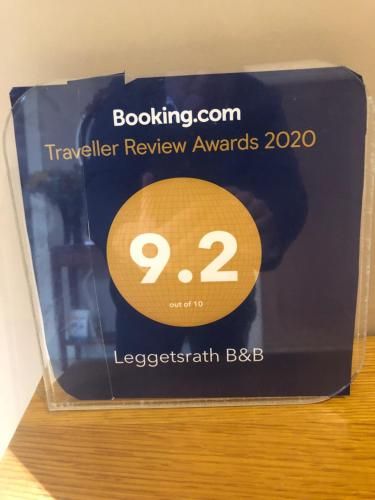 Booking.com
Traveller Review Awards 2020
9.2
out of 10
Leggetsrath B&B